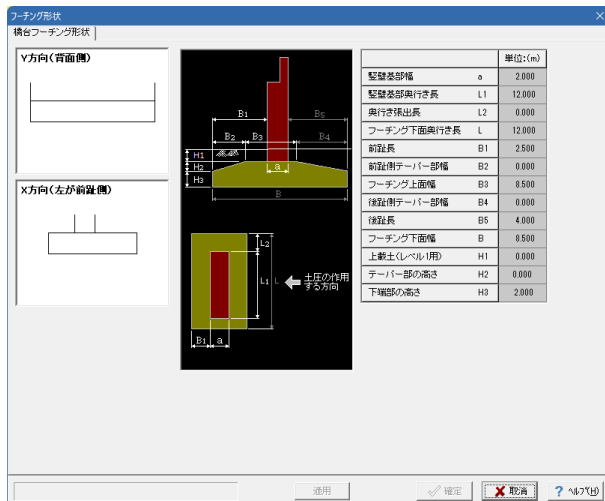 フーチング形状
橋台フーチング形状
Y方向(背面側)
X方向(左が前趾側)
B1
B5
B2
B3
B4
H1
H2
H3
a
B
L2
L1
L
土圧の作用
する方向
B1
a
単位:(m)
竪壁基部幅 a 2.000
竪壁基部奥行き長 L1 12.000
奥行き張出長 L2 0.000
フーチング下面奥行き長 L 12.000
前趾長 B1 2.500
前趾側テーパー部幅 B2 0.000
フーチング上面幅 B3 8.500
後趾側テーパー部幅 B4 0.000
後趾長 B5 4.000
フーチング下面幅 B 8.500
上載土(レベル1用) H1 0.000
テーパー部の高さ H2 0.000
下端部の高さ H3 2.000
適用
確定
取消
? ヘルプ(H)